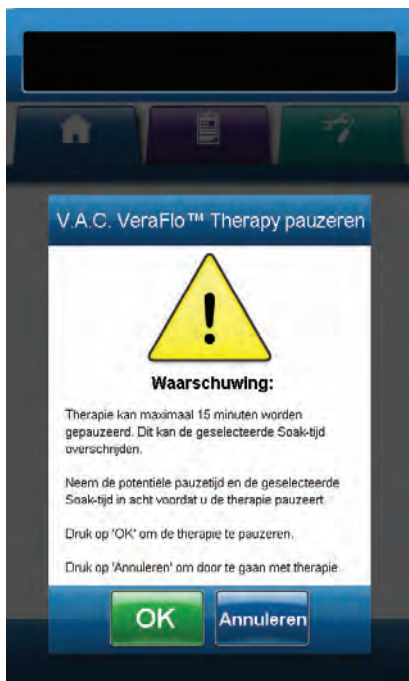 V.A.C. VeraFlo™ Therapy pauzeren
Waarschuwing:
Therapie kan maximaal 15 minuten worden
gepauzeerd. Dit kan de geselecteerde Soak-tijd
overschrijden.
Neem de potentiële pauzetijd en de geselecteerde
Soak-tijd in acht voordat u de therapie pauzeert
Druk op 'OK' om de therapie te pauzeren.
Druk op 'Annuleren' om door te gaan met therapie
OK
Annuleren